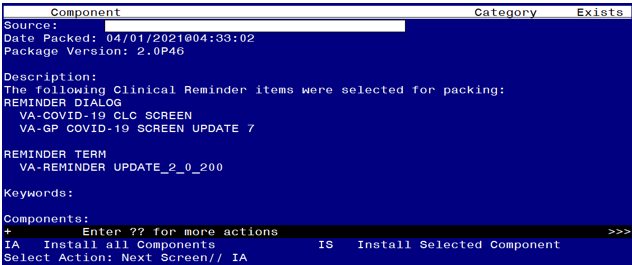 Component Category Exists
Source:
Date Packed: 04/01/2021@04:33:02
Package Version: 2.0P46
Description:
The following Clinical Reminder items were selected for packing:
REMINDER DIALOG
VA-COVID-19 CLC SCREEN
VA-GP COVID-19 SCREEN UPDATE 7
REMINDER TERM
VA-REMINDER UPDATE_2_0_200
Keywords:
Components:
+ Enter ?? for more actions >>>
IA Install all Components IS Install Selected Component
Select Action: Next Screen// IA